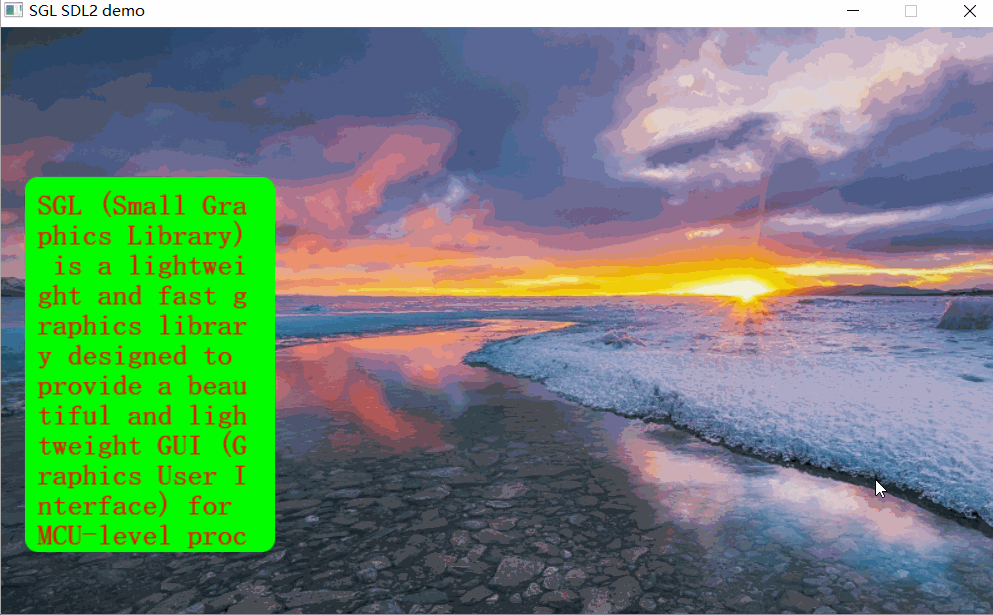 SGL SDL2 demo
SGL (Small Gra
phics Library)
 is a lightwei
ght and fast g
raphics librar
y designed to
provide a beau
tiful and ligh
tweight GUI (G
raphics User I
nterface) for
MCU-level proc